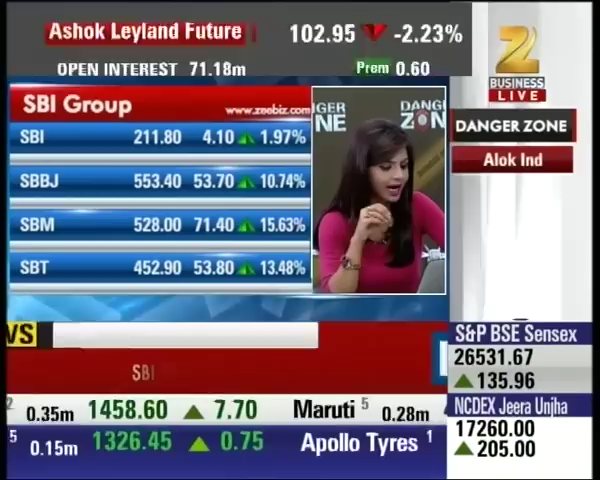 Ashok Leyland Future 102.95 -2.23%
OPEN INTEREST 71.18m Prem 0.60
Z
BUSINESS
LIVE
SBI Group www.zeebiz.com
SBI 211.80 4.10 1.97%
SBBJ 553.40 53.70 10.74%
SBM 528.00 71.40 15.63%
SBT 452.90 53.80 13.48%
DANGER ZONE
Alok Ind
S&P BSE Sensex
26531.67
135.96
NCDEX Jeera Unjha
17260.00
205.00
SBI
0.35m 1458.60 7.70 Maruti 5 0.28m
5 0.15m 1326.45 0.75 Apollo Tyres 1